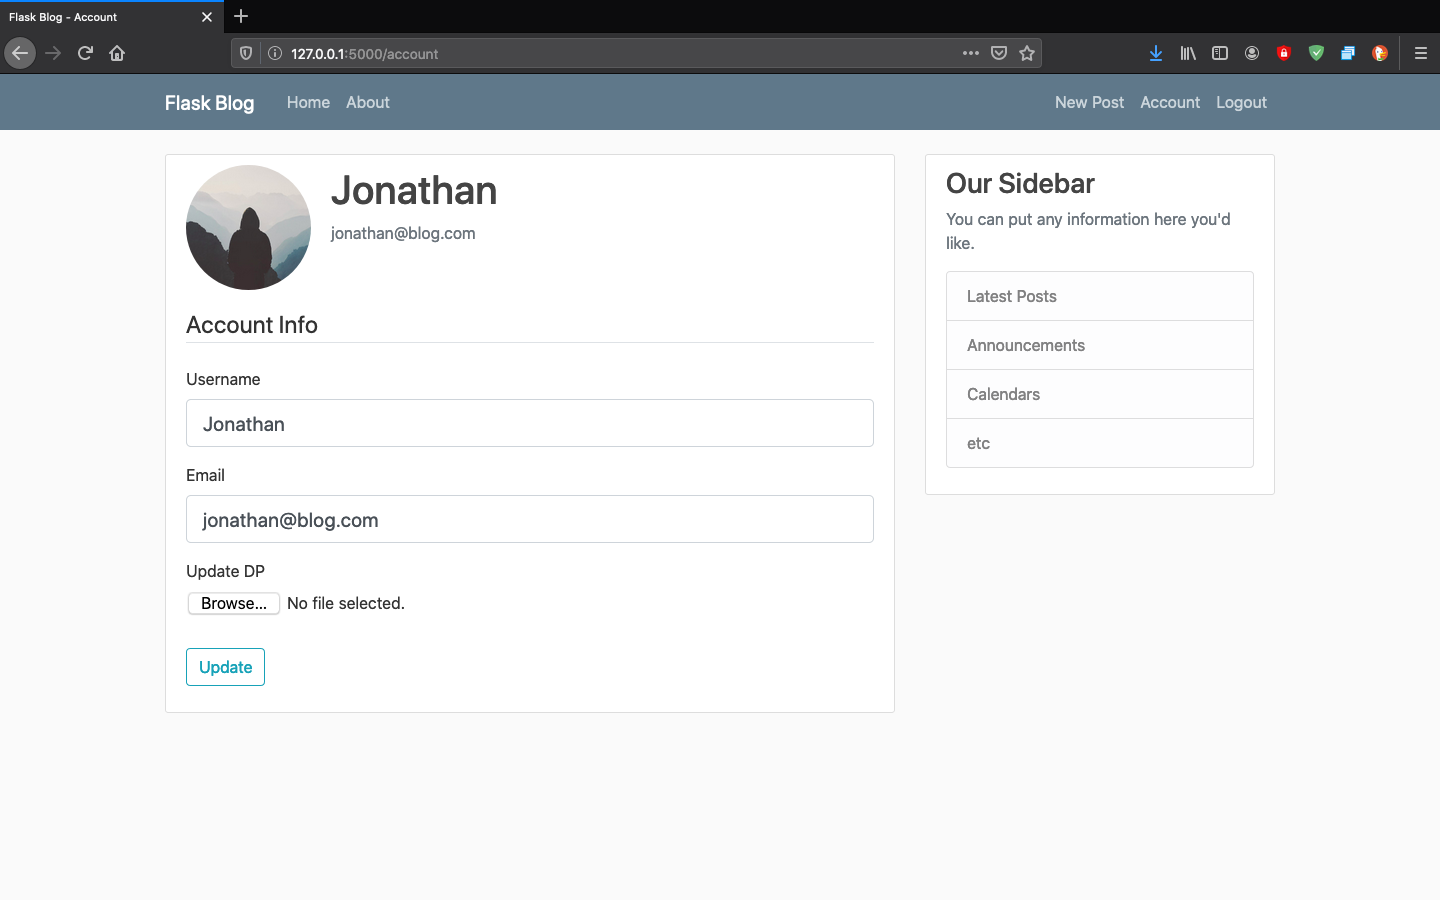 Flask Blog - Account
127.0.0.1:5000/account
Flask Blog Home About New Post Account Logout
Jonathan
jonathan@blog.com
Account Info
Username
Jonathan
Email
jonathan@blog.com
Update DP
Browse... No file selected.
Update
Our Sidebar
You can put any information here you'd
like.
Latest Posts
Announcements
Calendars
etc